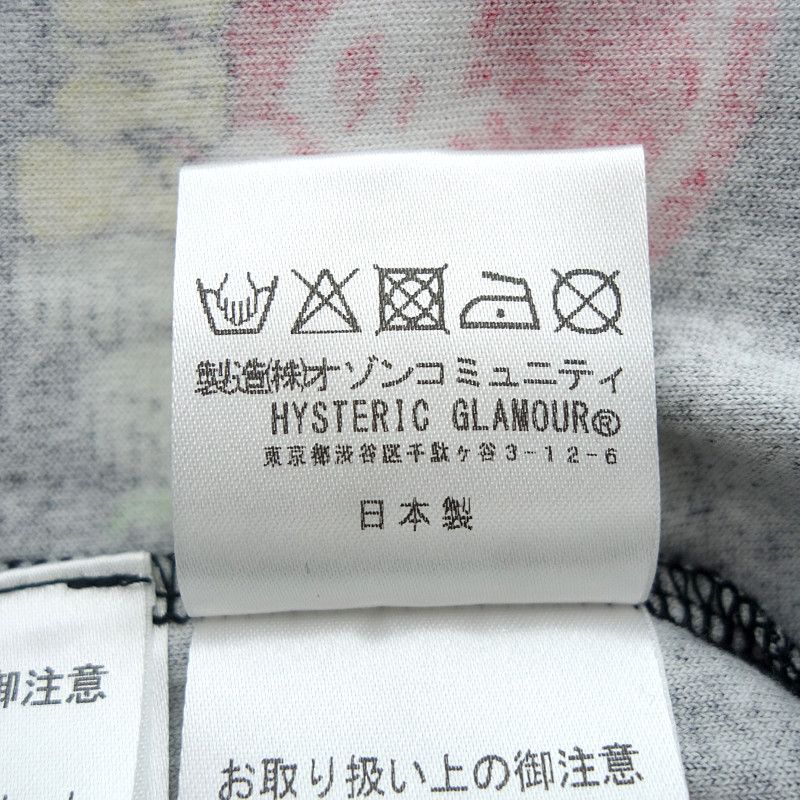 製造(株)オゾンコミュニティ
HYSTERIC GLAMOUR®
東京都渋谷区千駄ケ谷3-12-6
日本製
御注意
お取り扱い上の御注意